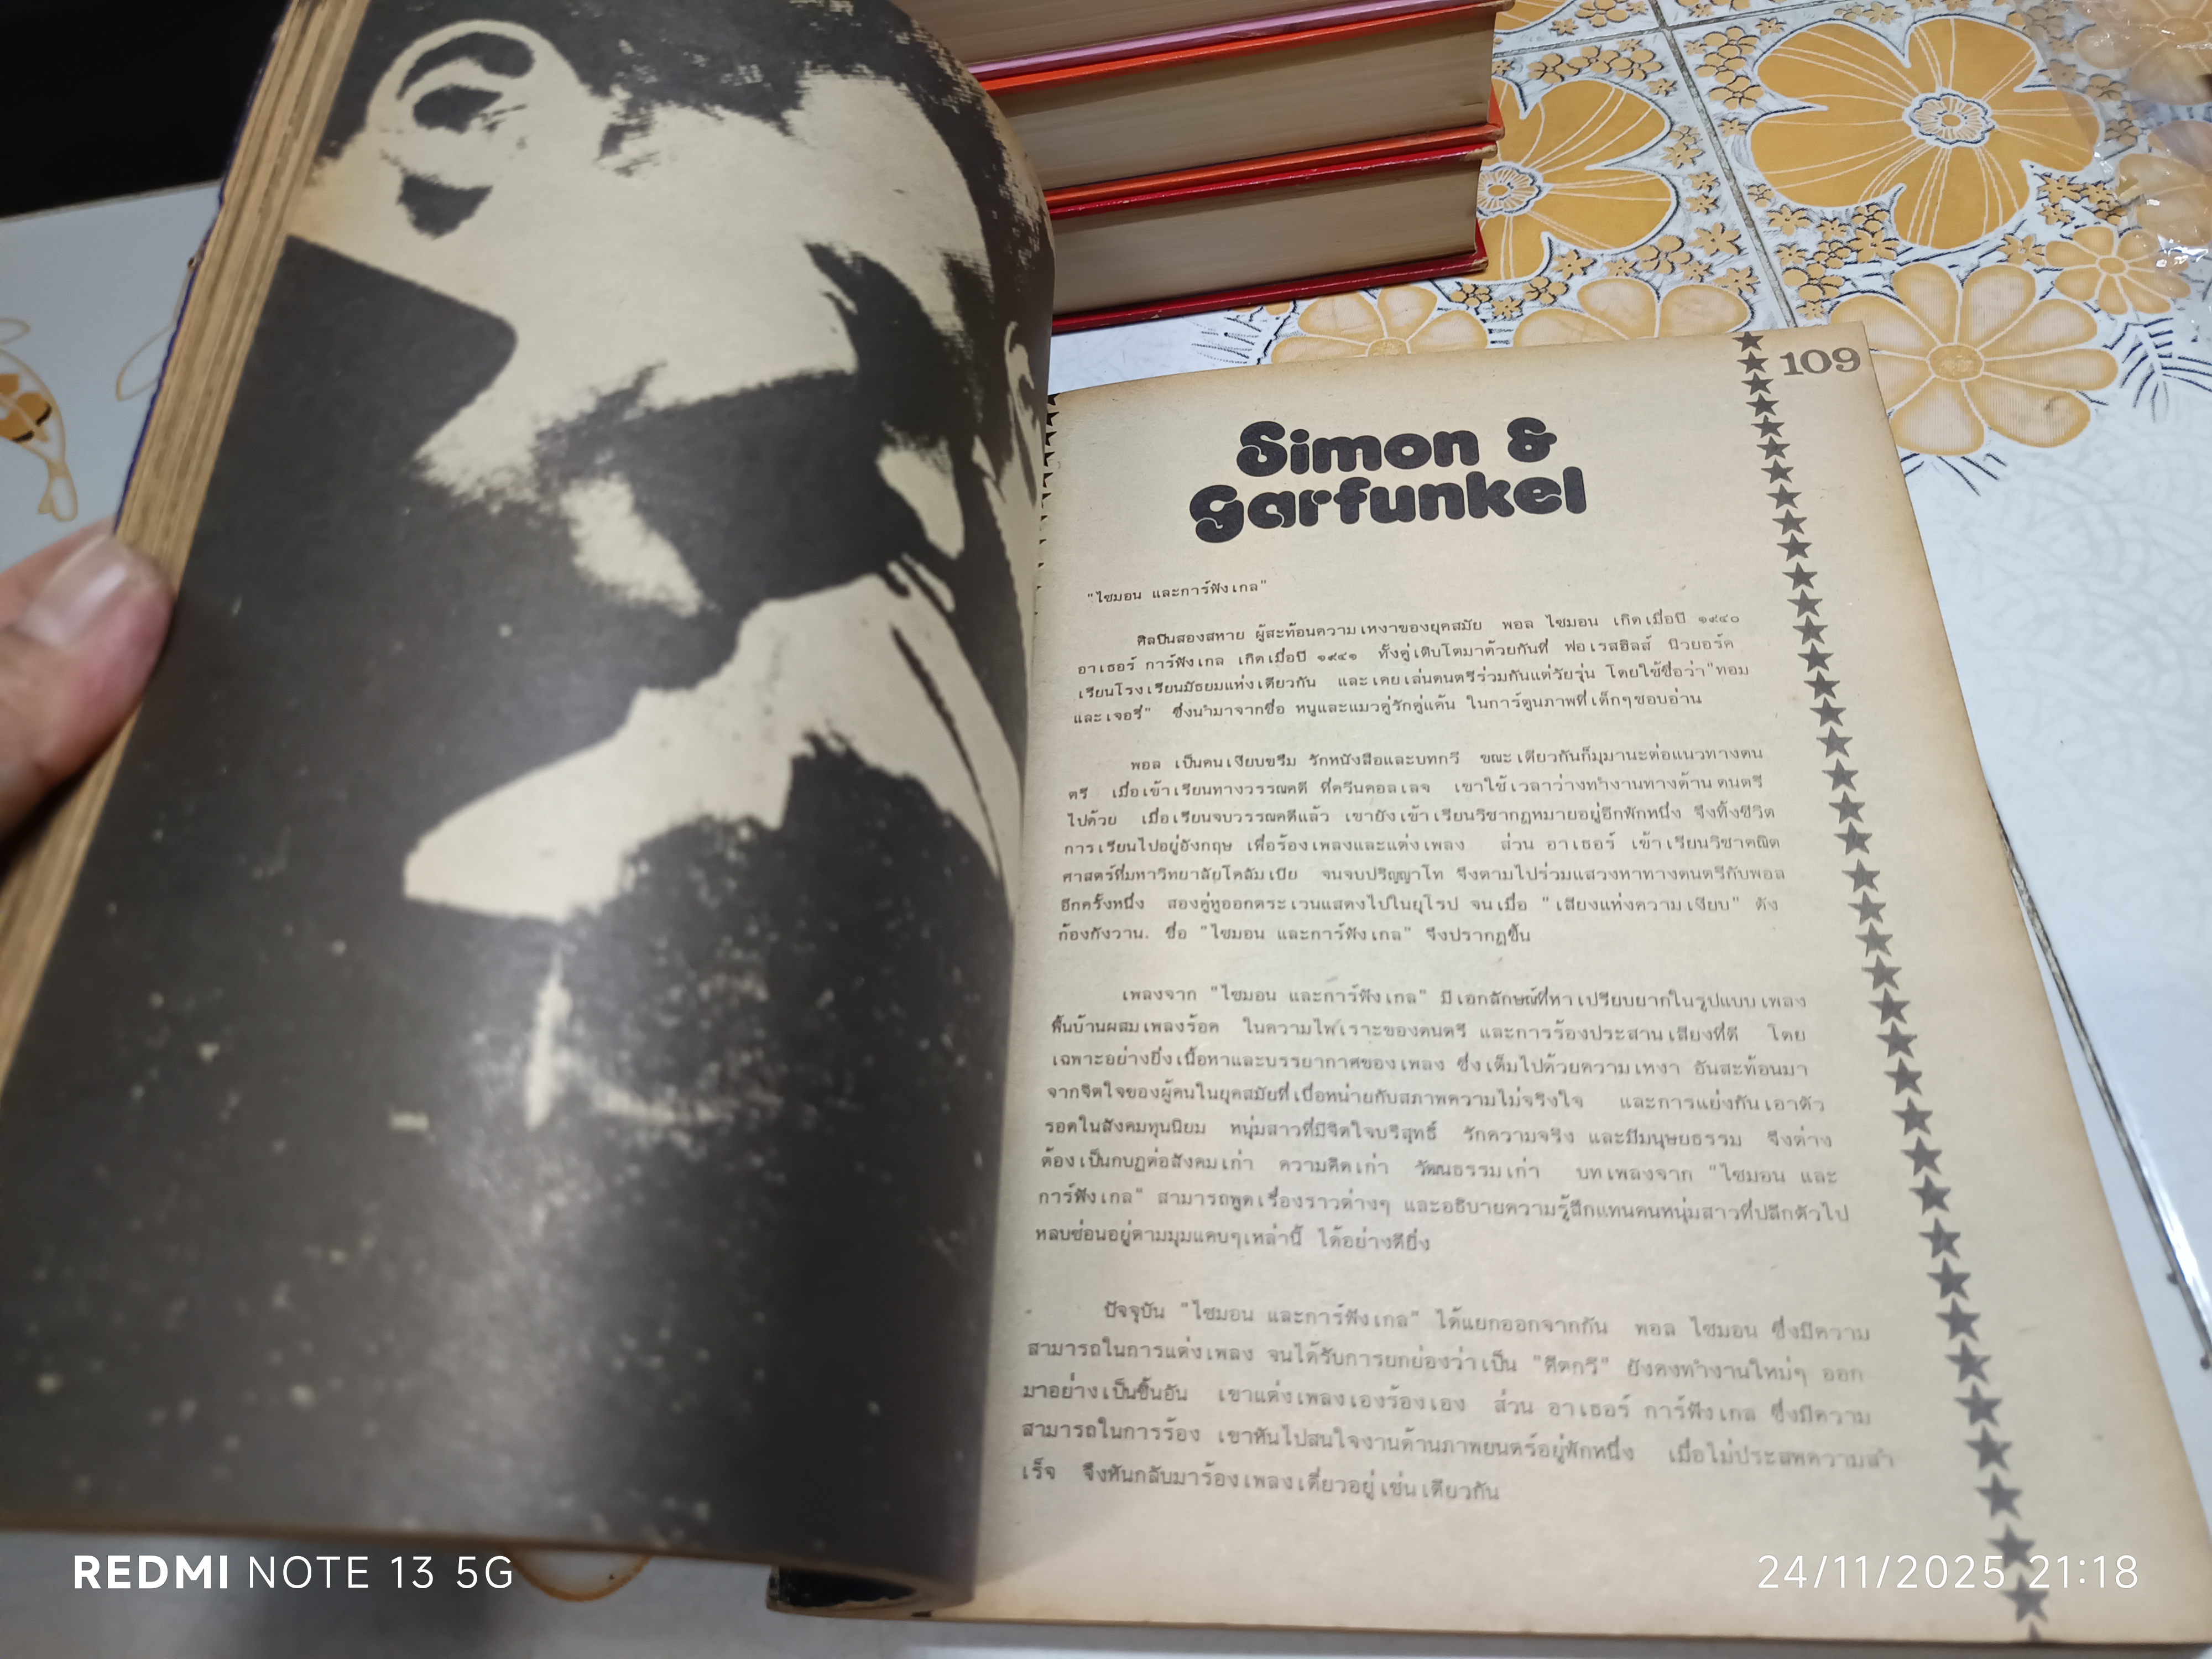 109
Simon &
Garfunkel
"ไซมอน และการ์ฟังเกล"
ศิลปินสองสหาย ผู้สะท้อนความเหงาของยุคสมัย พอล ไซมอน เกิดเมื่อปี ๑๙๔๐
อาเธอร์ การ์ฟังเกล เกิดเมื่อปี ๑๙๔๑ ทั้งคู่เติบโตมาด้วยกันที่ ฟอเรสฮิลส์ นิวยอร์ค
เรียนโรงเรียนมัธยมแห่งเดียวกัน และเคยเล่นดนตรีร่วมกันแต่วัยรุ่น โดยใช้ชื่อว่า"ทอม
และเจอรี่" ซึ่งนำมาจากชื่อ หนูและแมวคู่รักคู่แค้น ในการ์ตูนภาพที่เด็กๆชอบอ่าน
พอล เป็นคนเงียบขรึม รักหนังสือและบทกวี ขณะเดียวกันก็มุมานะต่อแนวทางดน
ตรี เมื่อเข้าเรียนทางวรรณคดี ที่ควีนคอลเลจ เขาใช้เวลาว่างทำงานทางด้านดนตรี
ไปด้วย เมื่อเรียนจบวรรณคดีแล้ว เขายังเข้าเรียนวิชากฎหมายอยู่อีกพักหนึ่ง จึงทิ้งชีวิต
การเรียนไปอยู่อังกฤษ เพื่อร้องเพลงและแต่งเพลง ส่วน อาเธอร์ เข้าเรียนวิชาคณิต
ศาสตร์ที่มหาวิทยาลัยโคลัมเบีย จนจบปริญญาโท จึงตามไปร่วมแสวงหาทางดนตรีกับพอล
อีกครั้งหนึ่ง สองคู่หูออกตระเวนแสดงไปในยุโรป จนเมื่อ "เสียงแห่งความเงียบ" ดัง
ก้องกังวาน. ชื่อ "ไซมอน และการ์ฟังเกล" จึงปรากฏขึ้น
เพลงจาก "ไซมอน และการ์ฟังเกล" มีเอกลักษณ์ที่หาเปรียบยากในรูปแบบเพลง
พื้นบ้านผสมเพลงร้อค ในความไพเราะของดนตรี และการร้องประสานเสียงที่ดี โดย
เฉพาะอย่างยิ่งเนื้อหาและบรรยากาศของเพลง ซึ่งเต็มไปด้วยความเหงา อันสะท้อนมา
จากจิตใจของผู้คนในยุคสมัยที่เบื่อหน่ายกับสภาพความไม่จริงใจ และการแย่งกันเอาตัว
รอดในสังคมทุนนิยม หนุ่มสาวที่มีจิตใจบริสุทธิ์ รักความจริง และมีมนุษยธรรม จึงต่าง
ต้องเป็นกบฏต่อสังคมเก่า ความคิดเก่า วัฒนธรรมเก่า บทเพลงจาก "ไซมอน และ
การ์ฟังเกล" สามารถพูดเรื่องราวต่างๆ และอธิบายความรู้สึกแทนคนหนุ่มสาวที่ปลีกตัวไป
หลบซ่อนอยู่ตามมุมแคบๆเหล่านี้ ได้อย่างดียิ่ง
ปัจจุบัน "ไซมอน และการ์ฟังเกล" ได้แยกออกจากกัน พอล ไซมอน ซึ่งมีความ
สามารถในการแต่งเพลง จนได้รับการยกย่องว่าเป็น "คีตกวี" ยังคงทำงานใหม่ๆ ออก
มาอย่างเป็นชิ้นอัน เขาแต่งเพลงเองร้องเอง ส่วน อาเธอร์ การ์ฟังเกล ซึ่งมีความ
สามารถในการร้อง เขาหันไปสนใจงานด้านภาพยนตร์อยู่พักหนึ่ง เมื่อไม่ประสพความสำ
เร็จ จึงหันกลับมาร้องเพลงเดี่ยวอยู่เช่นเดียวกัน
REDMI NOTE 13 5G
24/11/2025 21:18